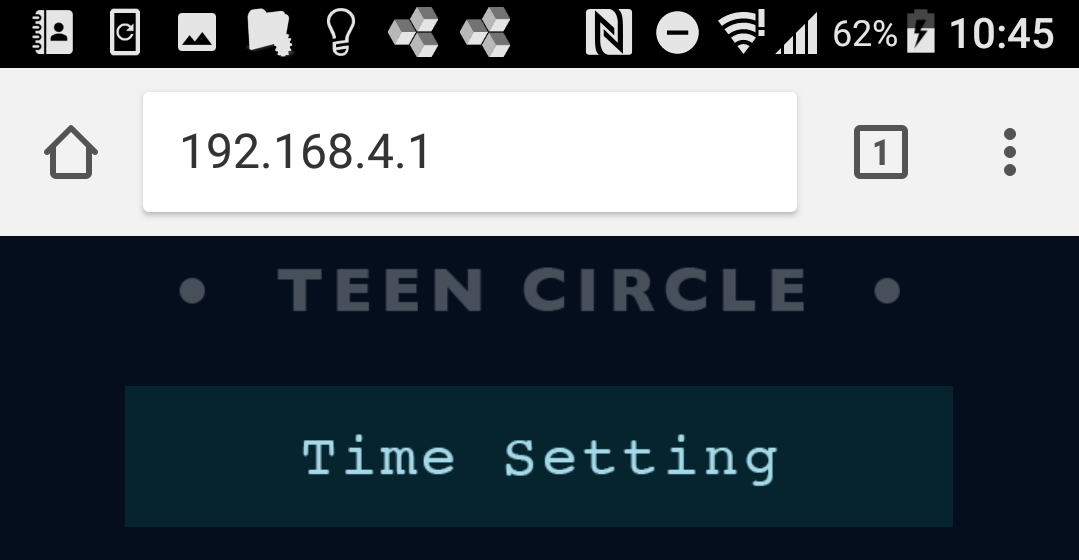 62% 10:45
192.168.4.1 1
• TEEN CIRCLE •
Time Setting